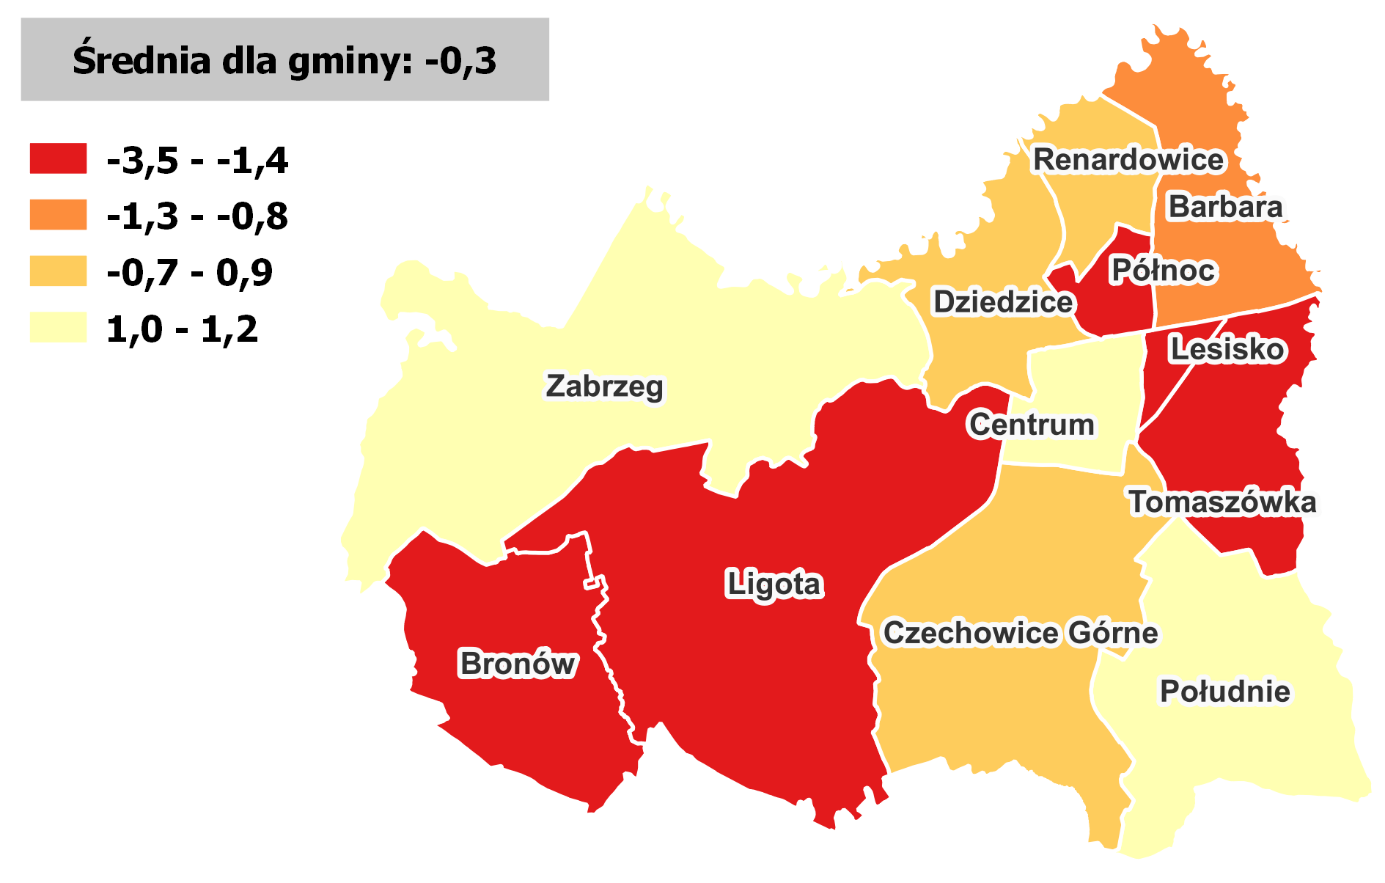 Średnia dla gminy: -0,3
-3,5 - -1,4
-1,3 - -0,8
-0,7 - 0,9
1,0 - 1,2
Renardowice
Barbara
Północ
Dziedzice
Lesisko
Zabrzeg
Centrum
Tomaszówka
Ligota
Czechowice Górne
Bronów
Południe